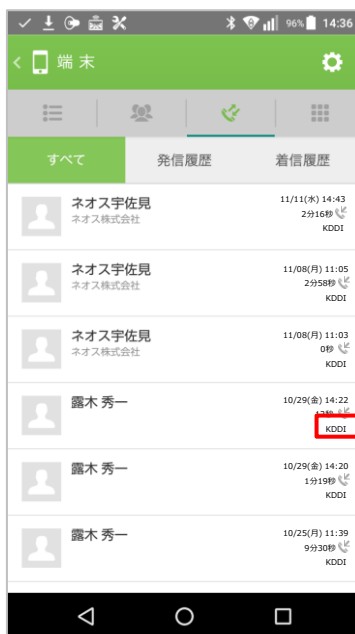 96% 14:36
端 末
すべて 発信履歴 着信履歴
ネオス宇佐見 11/11(水) 14:43
ネオス株式会社 2分16秒
KDDI
ネオス宇佐見 11/08(月) 11:05
ネオス株式会社 2分58秒
KDDI
ネオス宇佐見 11/08(月) 11:03
ネオス株式会社 0秒
KDDI
露木 秀一 10/29(金) 14:22
KDDI
露木 秀一 10/29(金) 14:20
1分19秒
KDDI
露木 秀一 10/25(月) 11:39
9分30秒
KDDI